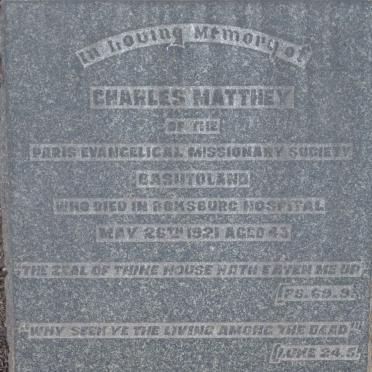 In Loving Memory of
CHARLES MATTHEY
OF THE
PARIS EVANGELICAL MISSIONARY SOCIETY
BASUTOLAND
WHO DIED IN BOKSBURG HOSPITAL
MAY 26TH 1921 AGED 43
"THE ZEAL OF THINE HOUSE HATH EATEN ME UP"
PS. 69. 9.
"WHY SEEK YE THE LIVING AMONG THE DEAD"
LUKE 24. 5.